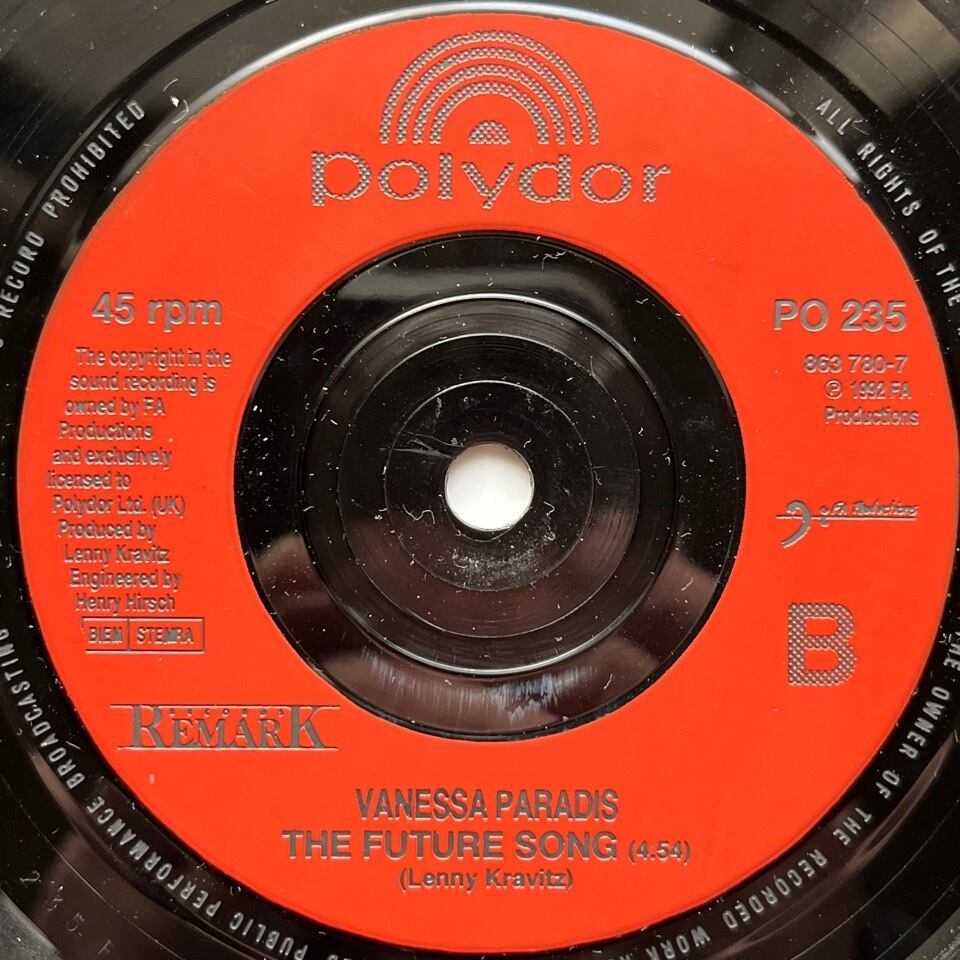 polydor
45 rpm
The copyright in the
sound recording is
owned by FA
Productions
and exclusively
licensed to
Polydor Ltd. (UK)
Produced by
Lenny Kravitz
Engineered by
Henry Hirsch
BIEM STEMRA
PO 235
863 780-7
℗ 1992 FA
Productions
FA Productions
B
RECORDS
REMARK
VANESSA PARADIS
THE FUTURE SONG (4.54)
(Lenny Kravitz)
ALL RIGHTS OF THE
THE OWNER OF THE RECORDED WORK
PUBLIC PERFORMANCE BROADCASTING
RECORD PROHIBITED